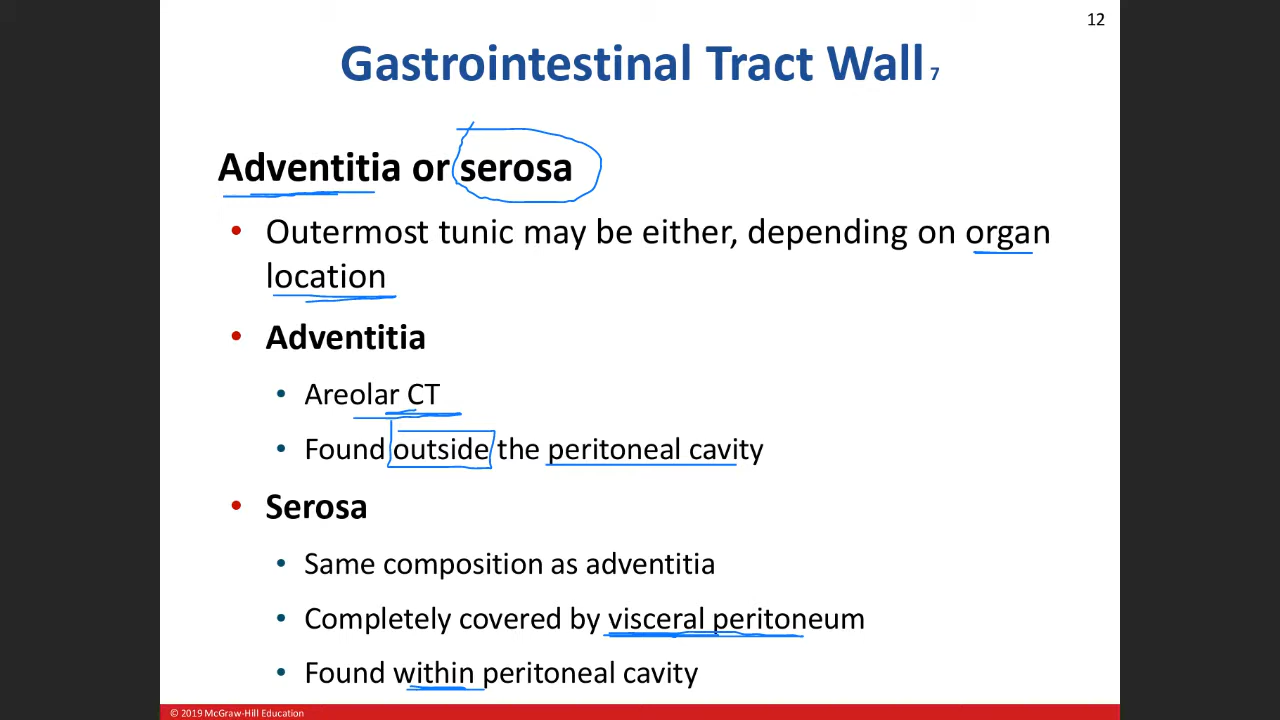 12
Gastrointestinal Tract Wall 7
Adventitia or serosa
• Outermost tunic may be either, depending on organ
location
• Adventitia
• Areolar CT
• Found outside the peritoneal cavity
• Serosa
• Same composition as adventitia
• Completely covered by visceral peritoneum
• Found within peritoneal cavity
© 2019 McGraw-Hill Education